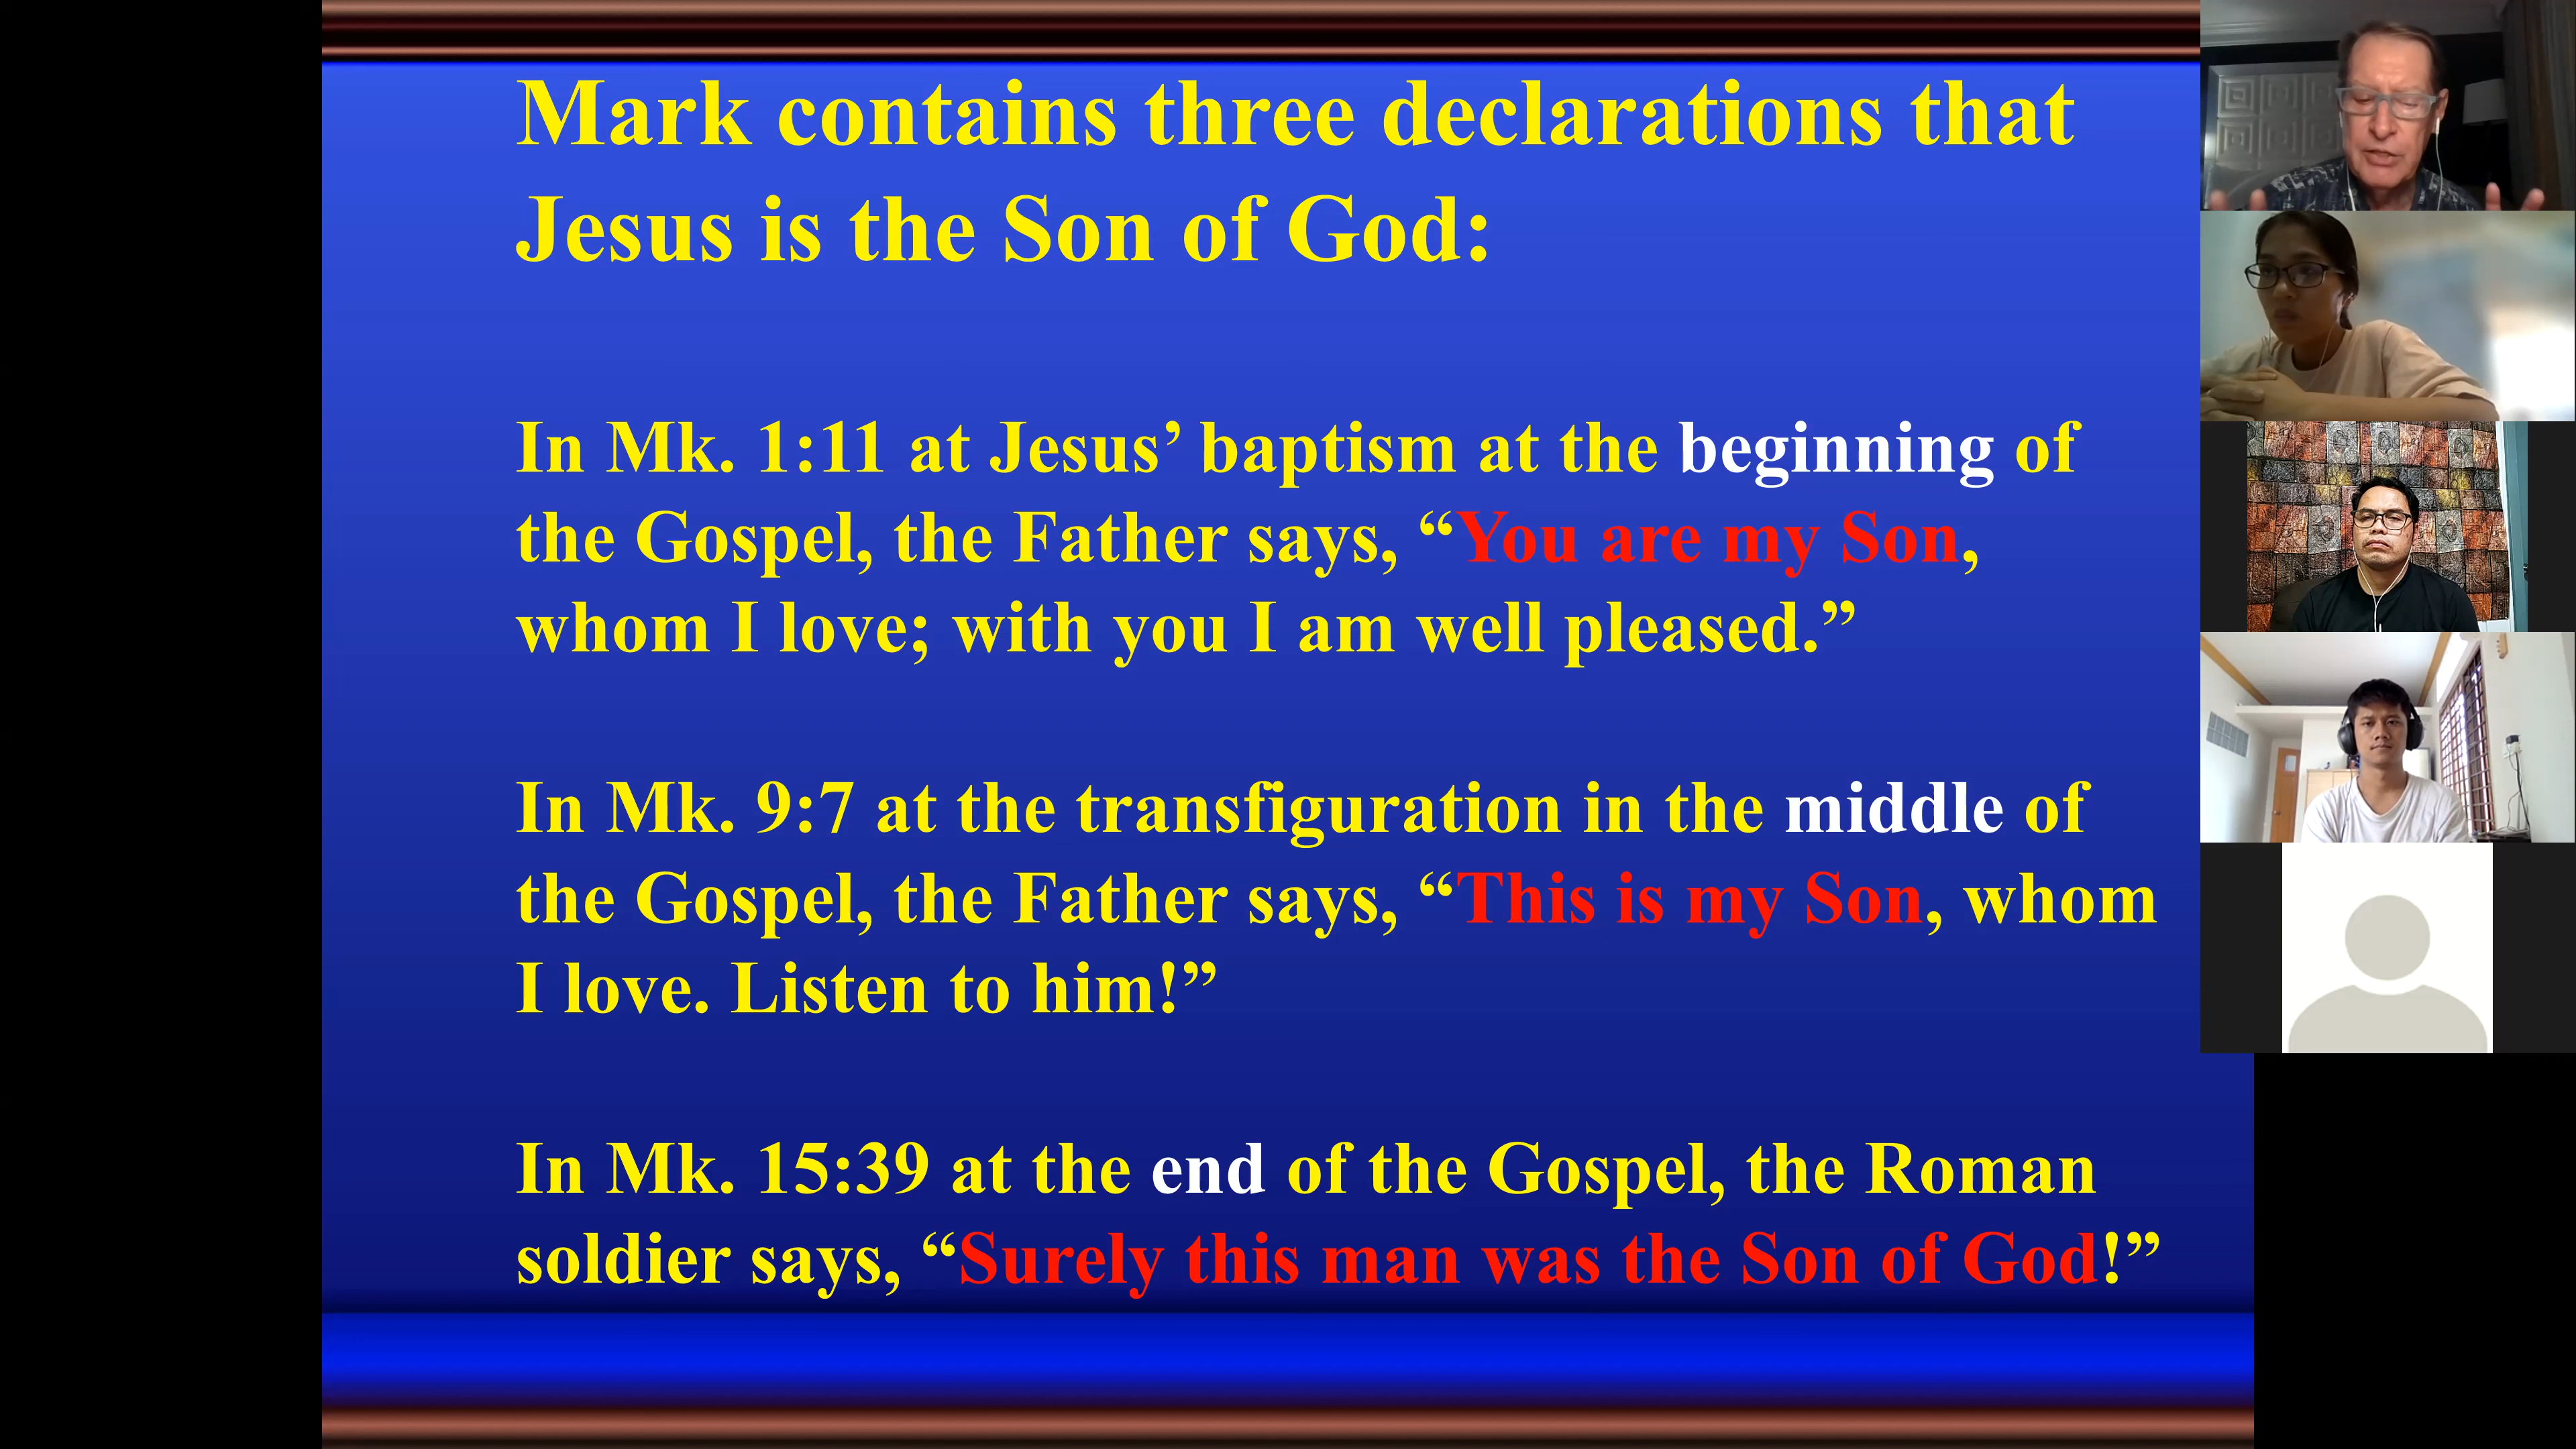 Mark contains three declarations that
Jesus is the Son of God:
In Mk. 1:11 at Jesus’ baptism at the beginning of
the Gospel, the Father says, “You are my Son,
whom I love; with you I am well pleased.”
In Mk. 9:7 at the transfiguration in the middle of
the Gospel, the Father says, “This is my Son, whom
I love. Listen to him!”
In Mk. 15:39 at the end of the Gospel, the Roman
soldier says, “Surely this man was the Son of God!”